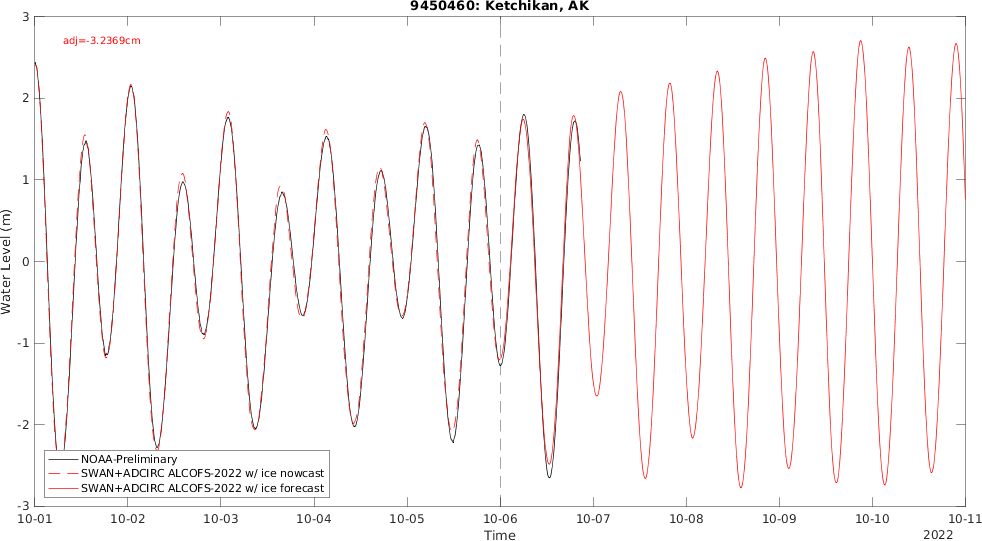 9450460: Ketchikan, AK
adj=-3.2369cm
3
2
1
0
-1
-2
-3
Water Level (m)
NOAA-Preliminary
SWAN+ADCIRC ALCOFS-2022 w/ ice nowcast
SWAN+ADCIRC ALCOFS-2022 w/ ice forecast
10-01 10-02 10-03 10-04 10-05 10-06 10-07 10-08 10-09 10-10 10-11
Time
2022